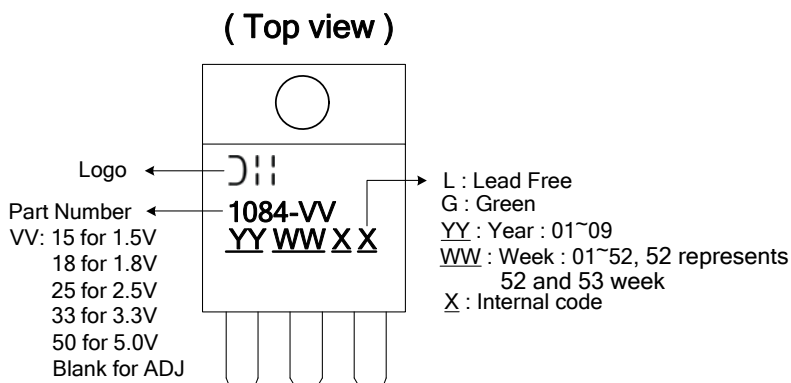 ( Top view )
Logo
1084-VV
YY WW X X
Part Number
VV: 15 for 1.5V
18 for 1.8V
25 for 2.5V
33 for 3.3V
50 for 5.0V
Blank for ADJ
L : Lead Free
G : Green
YY : Year : 01~09
WW : Week : 01~52, 52 represents
52 and 53 week
X : Internal code